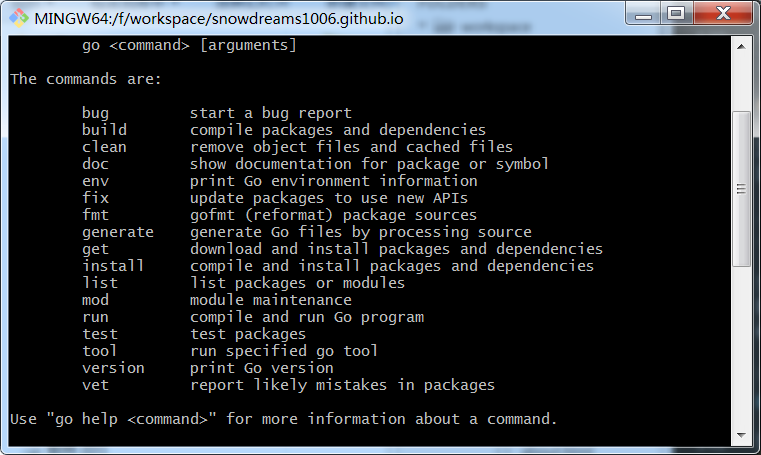 MINGW64:/f/workspace/snowdreams1006.github.io
go <command> [arguments]
The commands are:
bug         start a bug report
build       compile packages and dependencies
clean       remove object files and cached files
doc         show documentation for package or symbol
env         print Go environment information
fix         update packages to use new APIs
fmt         gofmt (reformat) package sources
generate    generate Go files by processing source
get         download and install packages and dependencies
install     compile and install packages and dependencies
list        list packages or modules
mod         module maintenance
run         compile and run Go program
test        test packages
tool        run specified go tool
version     print Go version
vet         report likely mistakes in packages
Use "go help <command>" for more information about a command.